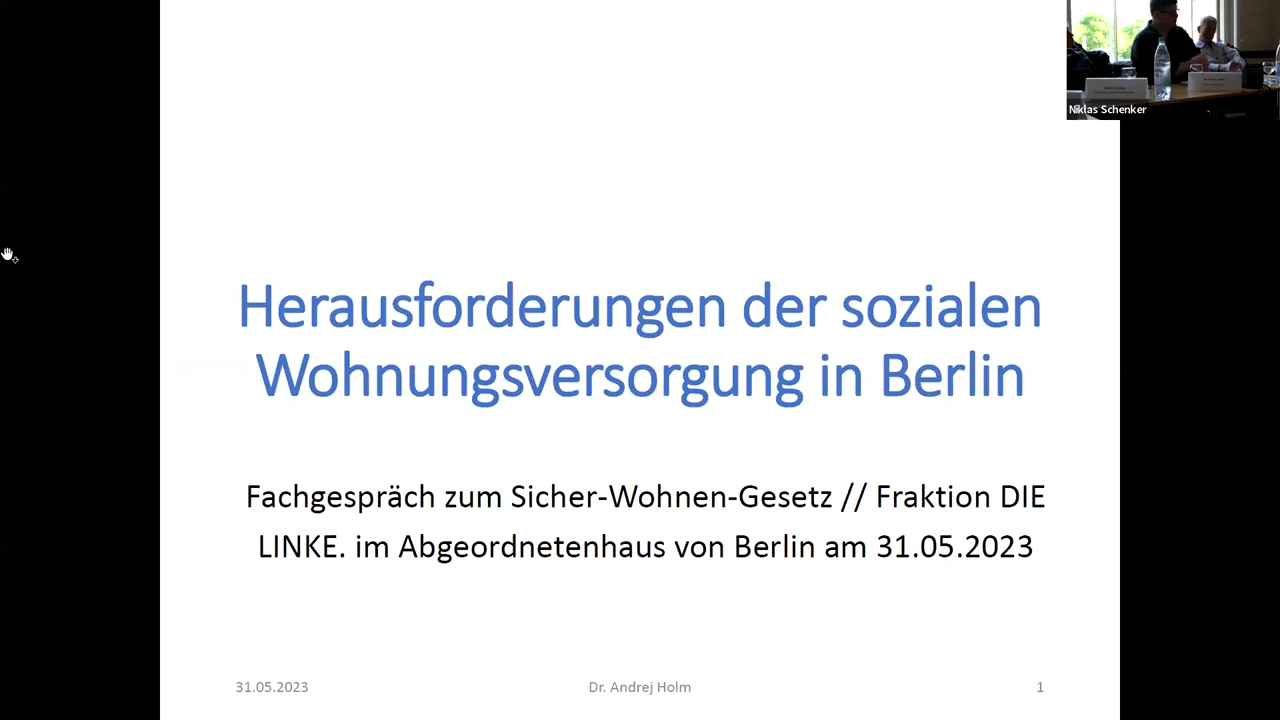 Niklas Schenker
Herausforderungen der sozialen
Wohnungsversorgung in Berlin
Fachgespräch zum Sicher-Wohnen-Gesetz // Fraktion DIE
LINKE. im Abgeordnetenhaus von Berlin am 31.05.2023
31.05.2023
Dr. Andrej Holm
1